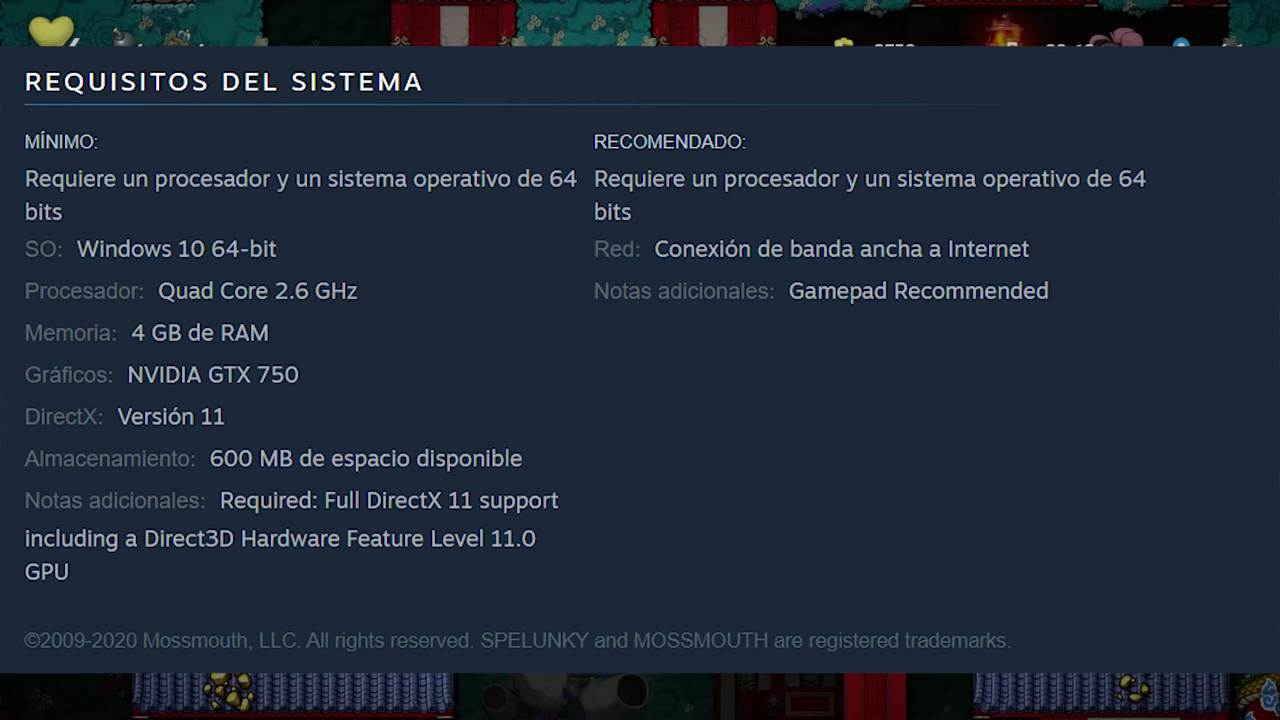 REQUISITOS DEL SISTEMA
MÍNIMO:
Requiere un procesador y un sistema operativo de 64
bits
SO: Windows 10 64-bit
Procesador: Quad Core 2.6 GHz
Memoria: 4 GB de RAM
Gráficos: NVIDIA GTX 750
DirectX: Versión 11
Almacenamiento: 600 MB de espacio disponible
Notas adicionales: Required: Full DirectX 11 support
including a Direct3D Hardware Feature Level 11.0
GPU
RECOMENDADO:
Requiere un procesador y un sistema operativo de 64
bits
Red: Conexión de banda ancha a Internet
Notas adicionales: Gamepad Recommended
©2009-2020 Mossmouth, LLC. All rights reserved. SPELUNKY and MOSSMOUTH are registered trademarks.